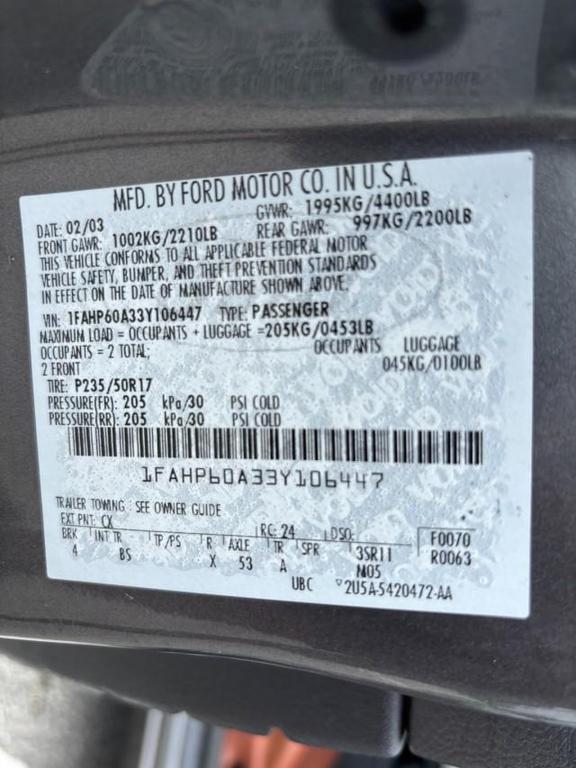 MFD. BY FORD MOTOR CO. IN U.S.A.
DATE: 02/03 GVWR: 1995KG/4400LB
FRONT GAWR: 1002KG/2210LB REAR GAWR: 997KG/2200LB
THIS VEHICLE CONFORMS TO ALL APPLICABLE FEDERAL MOTOR
VEHICLE SAFETY, BUMPER, AND THEFT PREVENTION STANDARDS
IN EFFECT ON THE DATE OF MANUFACTURE SHOWN ABOVE.
VIN: 1FAHP60A33Y106447 TYPE: PASSENGER
MAXIMUM LOAD = OCCUPANTS + LUGGAGE =205KG/0453LB
OCCUPANTS = 2 TOTAL; OCCUPANTS LUGGAGE
2 FRONT 045KG/0100LB
TIRE: P235/50R17
PRESSURE(FR): 205 kPa/30 PSI COLD
PRESSURE(RR): 205 kPa/30 PSI COLD
1FAHP60A33Y106447
TRAILER TOWING: SEE OWNER GUIDE
EXT PNT: CX RC: 24 DSO: F0070
BRK INT TR TP/PS R AXLE TR SPR 3SR11 R0063
4 BS X 53 A M05
UBC ▽2U5A-5420472-AA